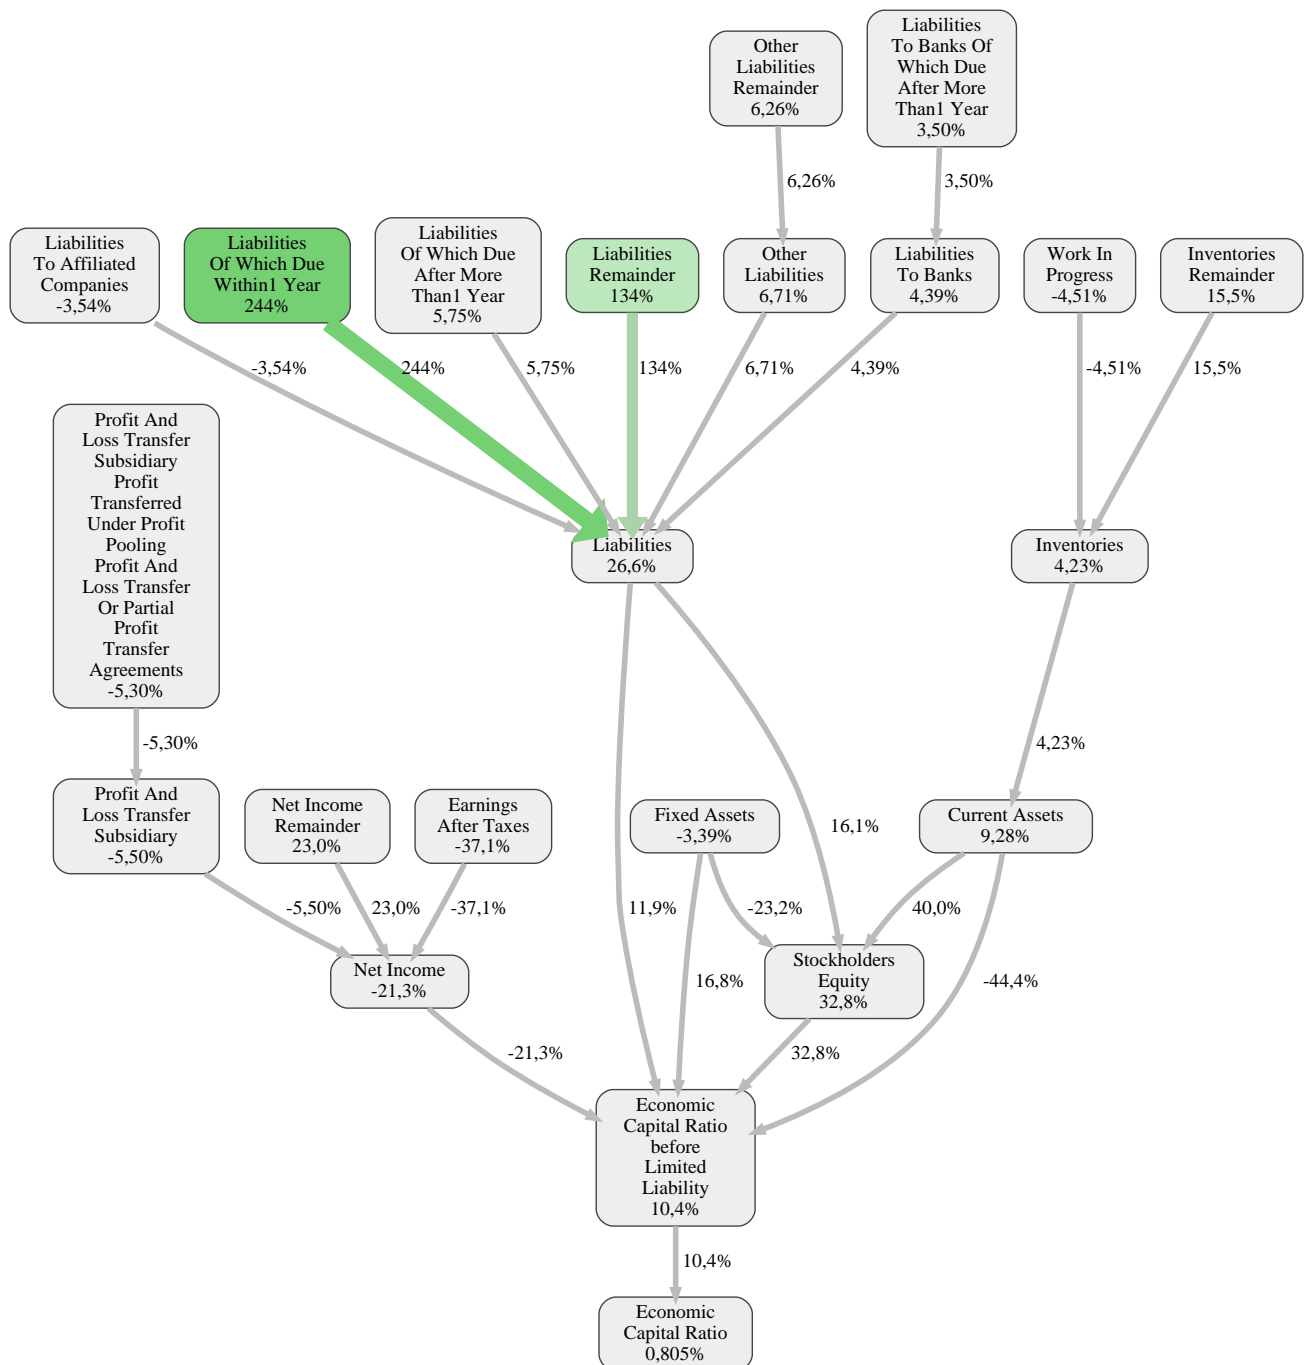 Other
Liabilities
Remainder
6,26%
Liabilities
To Banks Of
Which Due
After More
Than1 Year
3,50%
6,26%
3,50%
Liabilities
To Affiliated
Companies
-3,54%
Liabilities
Of Which Due
Within1 Year
244%
Liabilities
Of Which Due
After More
Than1 Year
5,75%
Liabilities
Remainder
134%
Other
Liabilities
6,71%
Liabilities
To Banks
4,39%
Work In
Progress
-4,51%
Inventories
Remainder
15,5%
-3,54%
244%
5,75%
134%
6,71%
4,39%
-4,51%
15,5%
Profit And
Loss Transfer
Subsidiary
Profit
Transferred
Under Profit
Pooling
Profit And
Loss Transfer
Or Partial
Profit
Transfer
Agreements
-5,30%
Liabilities
26,6%
Inventories
4,23%
-5,30%
4,23%
Profit And
Loss Transfer
Subsidiary
-5,50%
Net Income
Remainder
23,0%
Earnings
After Taxes
-37,1%
Fixed Assets
-3,39%
16,1%
Current Assets
9,28%
-5,50%
23,0%
-37,1%
11,9%
-23,2%
40,0%
Net Income
-21,3%
16,8%
Stockholders
Equity
32,8%
-44,4%
-21,3%
32,8%
Economic
Capital Ratio
before
Limited
Liability
10,4%
10,4%
Economic
Capital Ratio
0,805%